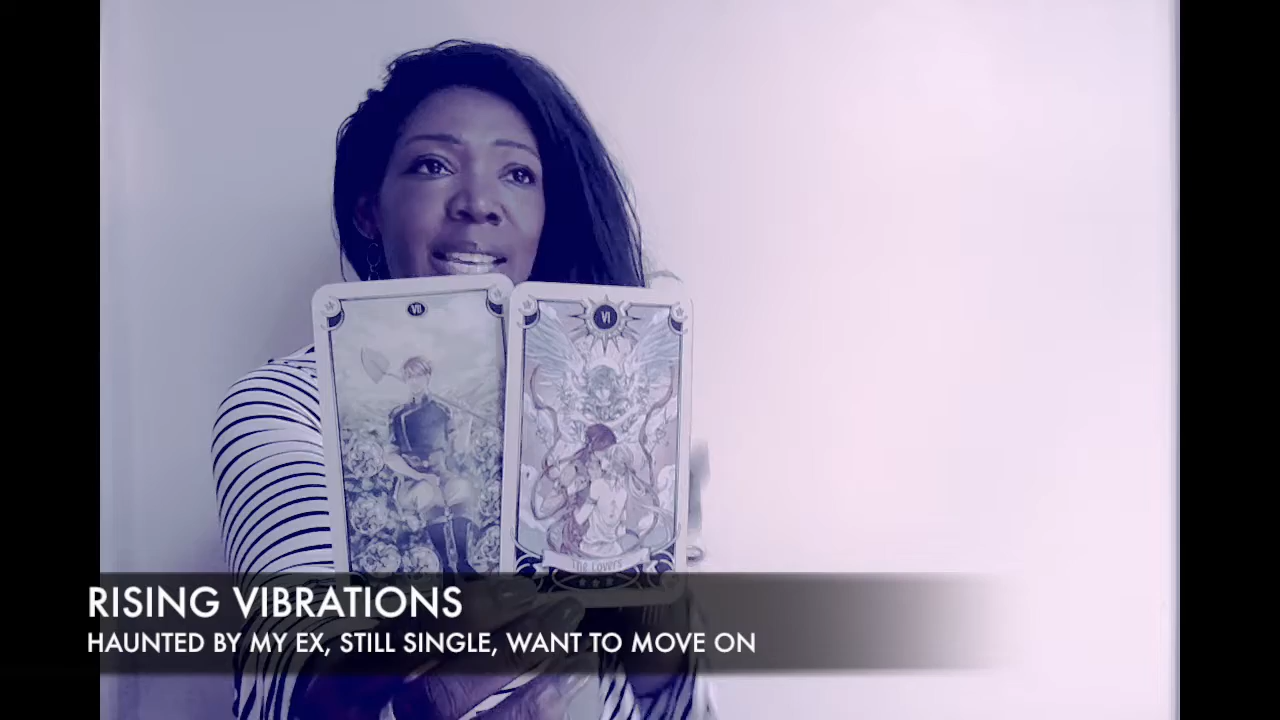 VII
VI
The Lovers
RISING VIBRATIONS
HAUNTED BY MY EX, STILL SINGLE, WANT TO MOVE ON